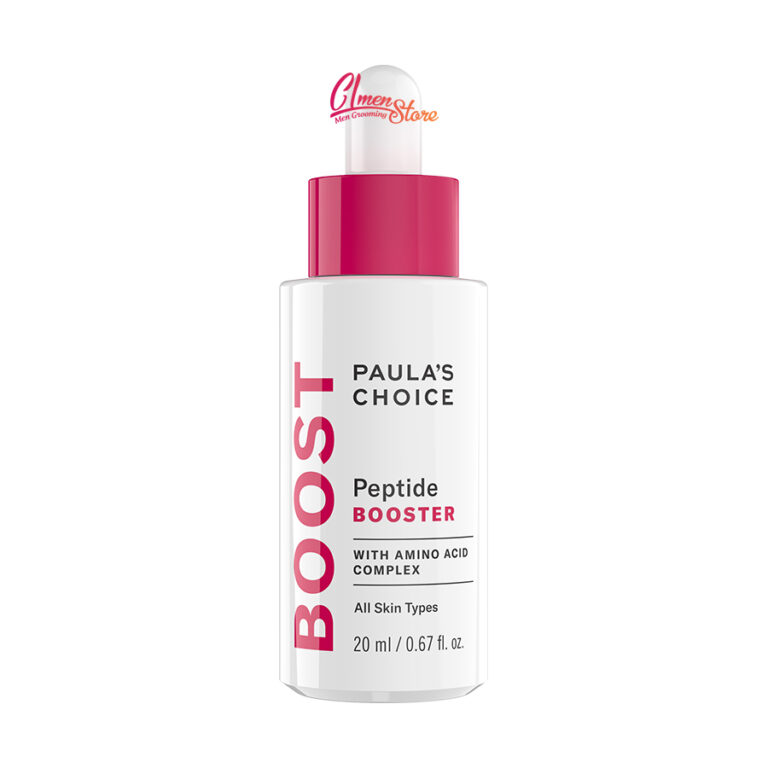 CImen
Men Grooming Store
BOOST
PAULA'S
CHOICE
Peptide
BOOSTER
WITH AMINO ACID
COMPLEX
All Skin Types
20 ml / 0.67 fl. oz.